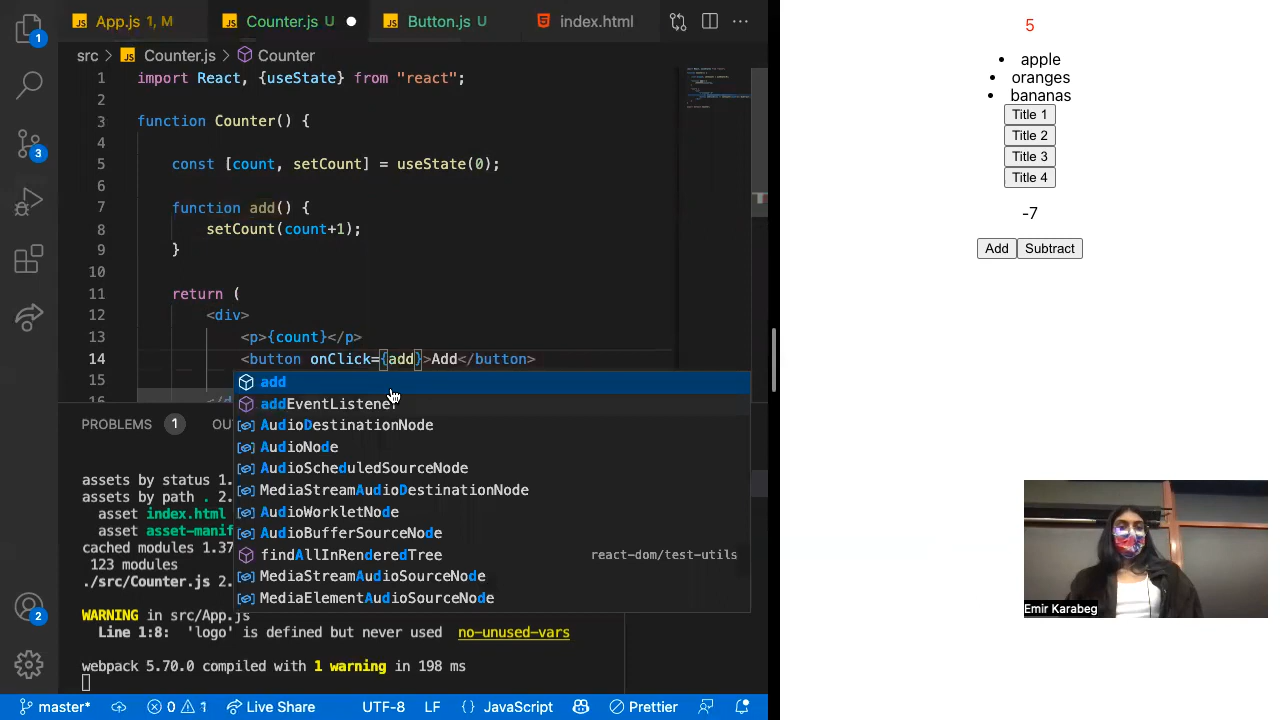 App.js 1, M
Counter.js U
Button.js U
index.html
src > Counter.js > Counter
1 import React, {useState} from "react";
2
3 function Counter() {
4
5 const [count, setCount] = useState(0);
6
7 function add() {
8 setCount(count+1);
9 }
10
11 return (
12 <div>
13 <p>{count}</p>
14 <button onClick={add}>Add</button>
15
add
addEventListener
AudioDestinationNode
AudioNode
AudioScheduledSourceNode
MediaStreamAudioDestinationNode
AudioWorkletNode
AudioBufferSourceNode
findAllInRenderedTree react-dom/test-utils
MediaStreamAudioSourceNode
MediaElementAudioSourceNode
PROBLEMS 1 OU
assets by status 1.
assets by path . 2.
asset index.html
asset asset-manif
cached modules 1.37
123 modules
./src/Counter.js 2.
WARNING in src/App.js
Line 1:8: 'logo' is defined but never used no-unused-vars
webpack 5.70.0 compiled with 1 warning in 198 ms
1
3
2
master* 0 1 Live Share UTF-8 LF {} JavaScript Prettier
5
• apple
• oranges
• bananas
Title 1
Title 2
Title 3
Title 4
-7
Add Subtract
Emir Karabeg